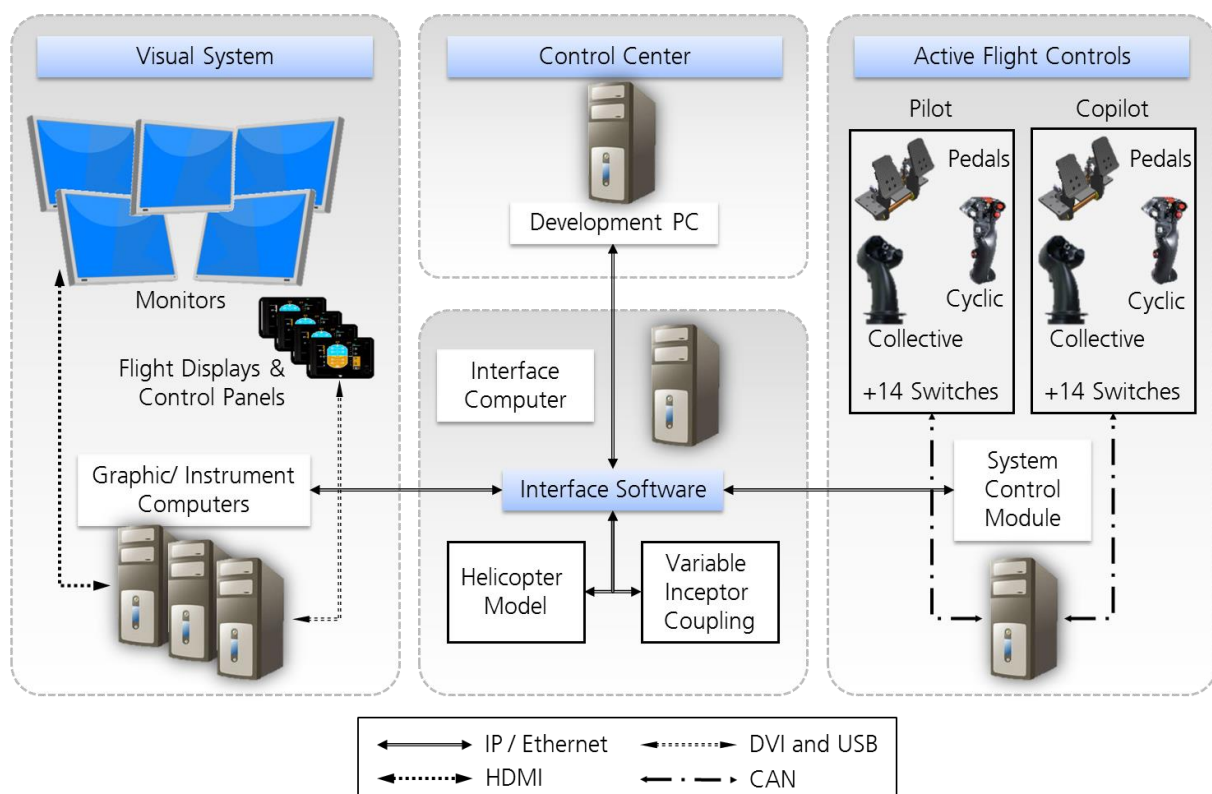 Visual System
Monitors
Flight Displays &
Control Panels
Graphic/ Instrument
Computers
Control Center
Development PC
Interface
Computer
Interface Software
Helicopter
Model
Variable
Inceptor
Coupling
Active Flight Controls
Pilot
Pedals
Cyclic
Collective
+14 Switches
Copilot
Pedals
Cyclic
Collective
+14 Switches
System
Control
Module
IP / Ethernet
HDMI
DVI and USB
CAN